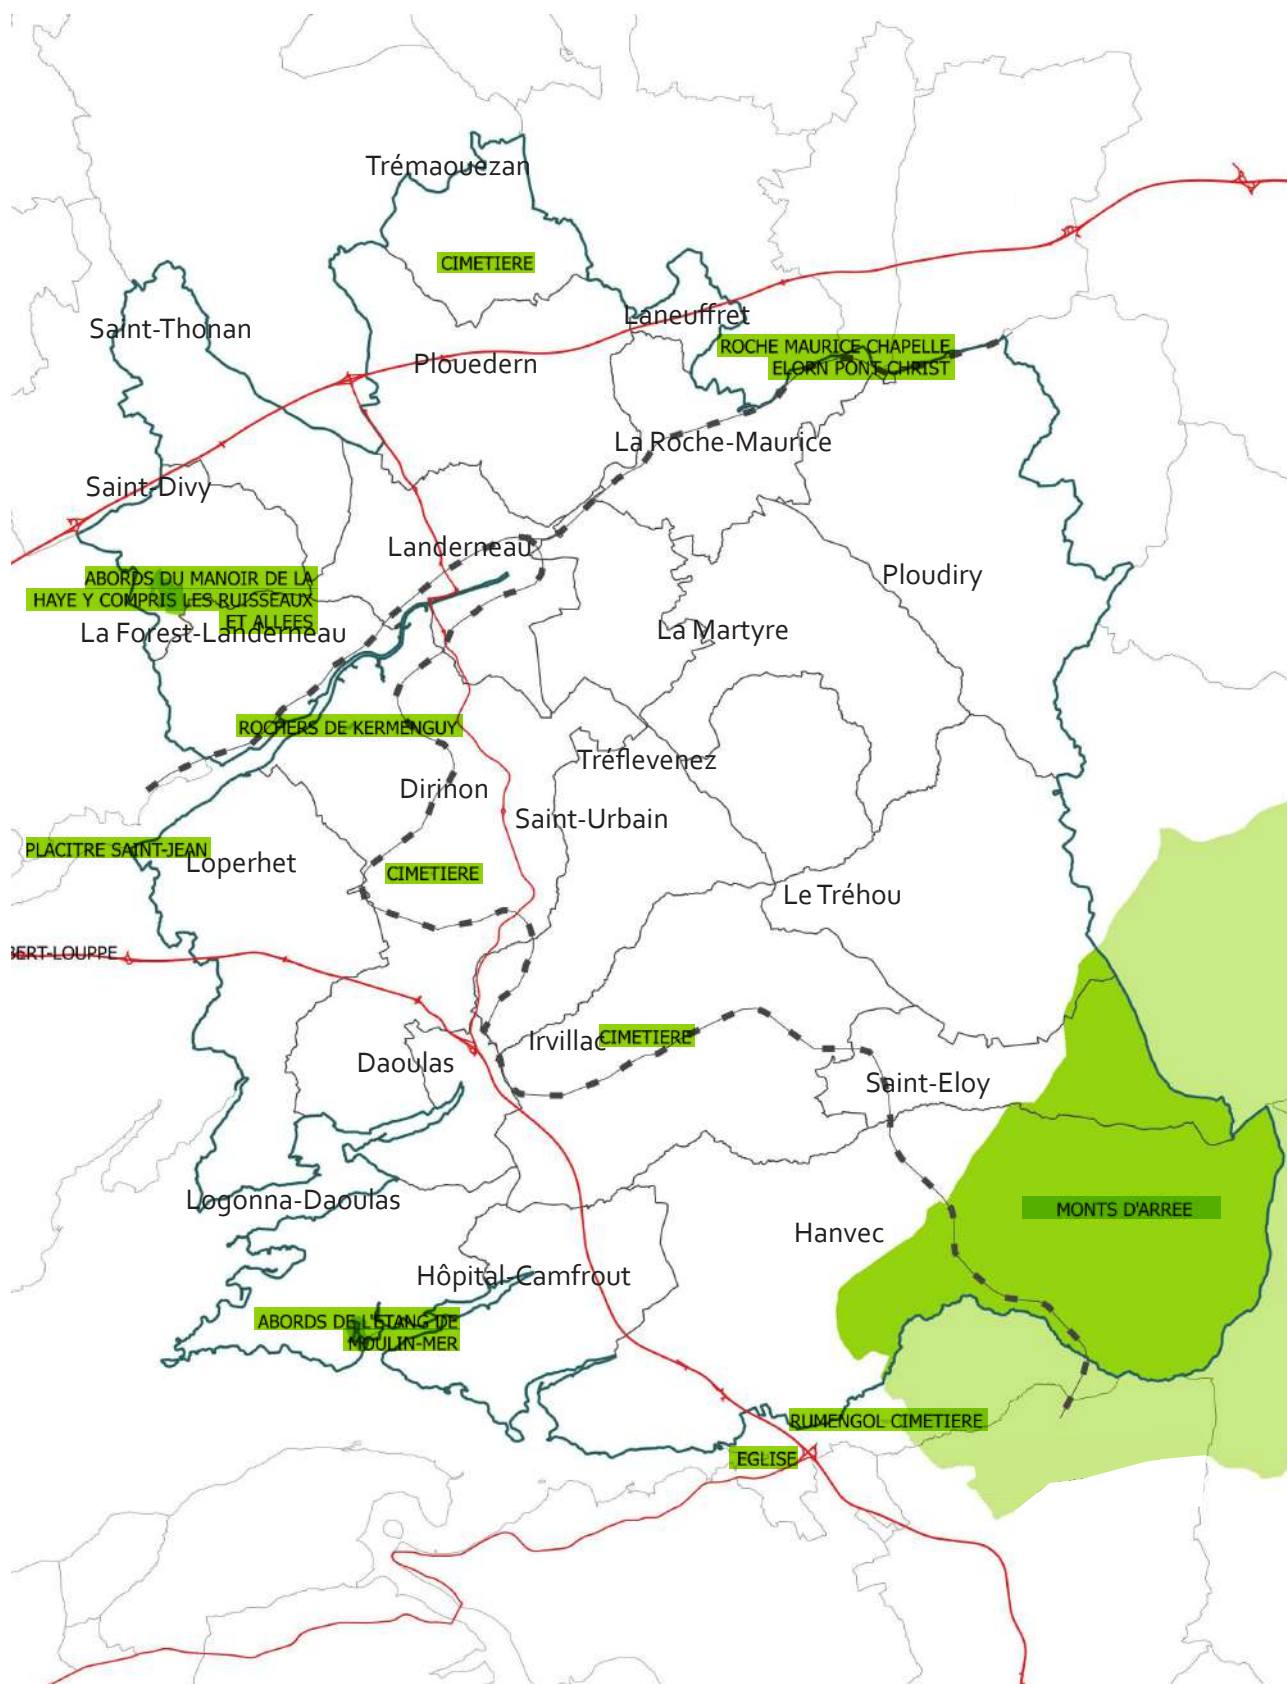 Trémaouezan
CIMETIERE
Saint-Thonan
Laneuffret
ROCHE MAURICE CHAPELLE
ELORN PONT-CHRIST
Plouedern
La Roche-Maurice
Saint-Divy
Landerneau
ABORDS DU MANOIR DE LA
HAYE Y COMPRIS LES RUISSEAUX
ET ALLEES
Ploudiry
La Forest-Landerneau
La Martyre
ROCHERS DE KERMENGUY
Tréflevenez
Dirinon
Saint-Urbain
PLACITRE SAINT-JEAN
Loperhet
CIMETIERE
Le Tréhou
BERT-LOUPPE
Irvillac
CIMETIERE
Daoulas
Saint-Eloy
Logonna-Daoulas
MONTS D'ARREE
Hanvec
Hôpital-Camfrout
ABORDS DE L'ETANG DE
MOULIN-MER
RUMENGOL CIMETIERE
EGLISE